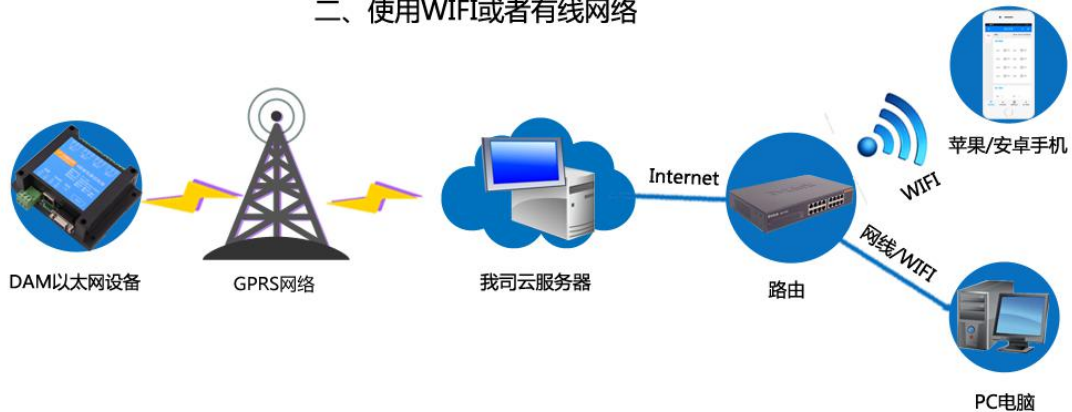 二、使用WIFI或者有线网络
Internet
WIFI
苹果/安卓手机
网线/WIFI
DAM以太网设备
GPRS网络
我司云服务器
路由
PC电脑